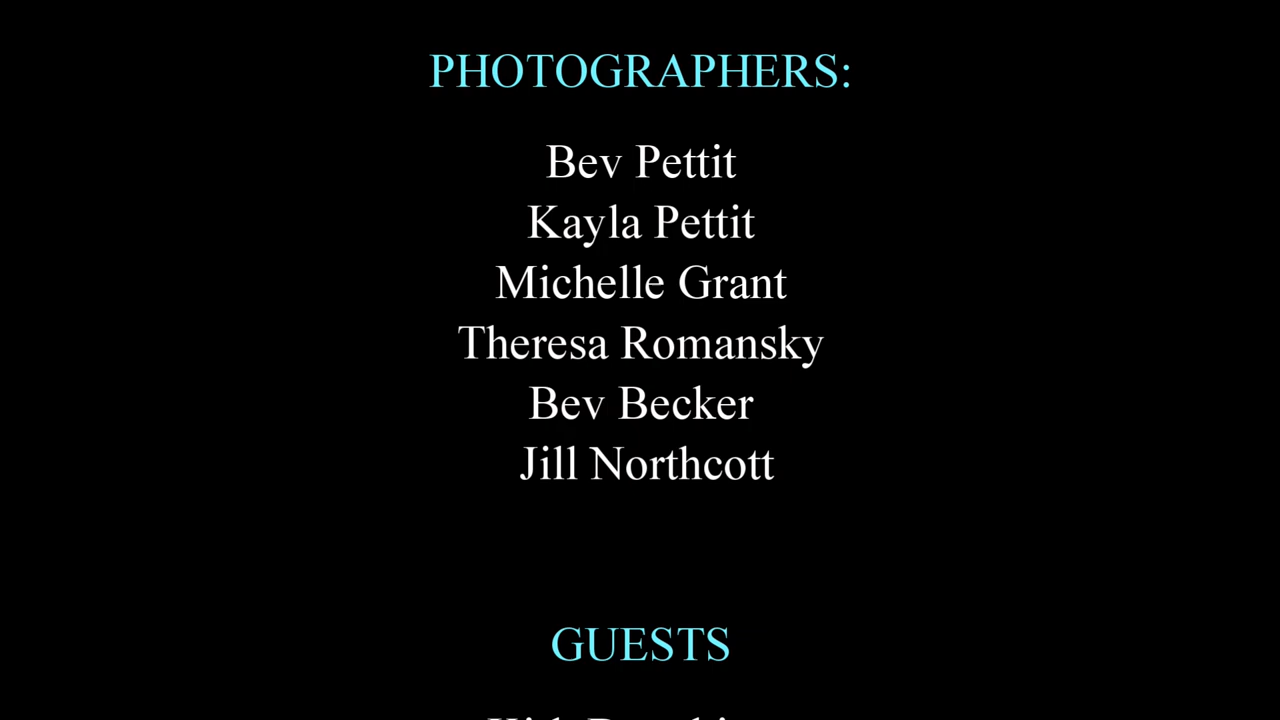 PHOTOGRAPHERS:
Bev Pettit
Kayla Pettit
Michelle Grant
Theresa Romansky
Bev Becker
Jill Northcott
GUESTS